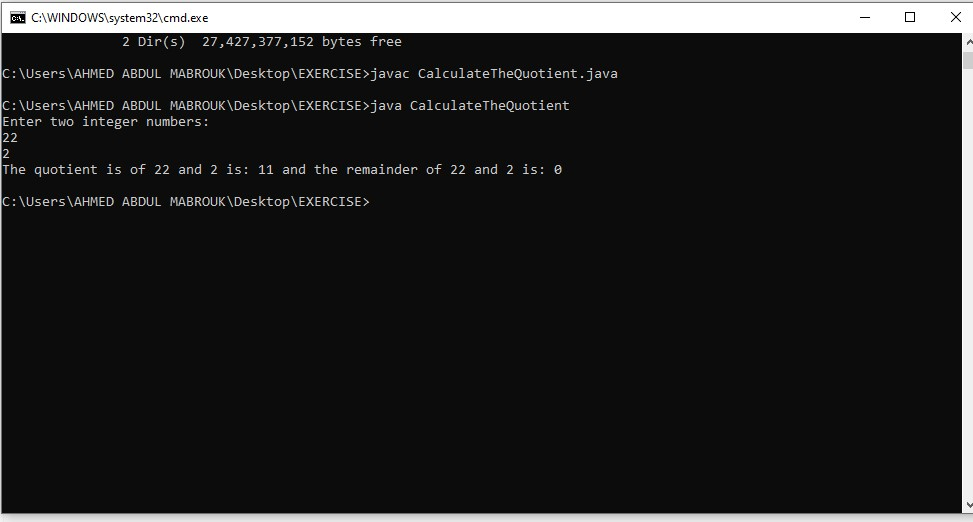 C:\WINDOWS\system32\cmd.exe
2 Dir(s)  27,427,377,152 bytes free
C:\Users\AHMED ABDUL MABROUK\Desktop\EXERCISE>javac CalculateTheQuotient.java
C:\Users\AHMED ABDUL MABROUK\Desktop\EXERCISE>java CalculateTheQuotient
Enter two integer numbers:
22
2
The quotient is of 22 and 2 is: 11 and the remainder of 22 and 2 is: 0
C:\Users\AHMED ABDUL MABROUK\Desktop\EXERCISE>